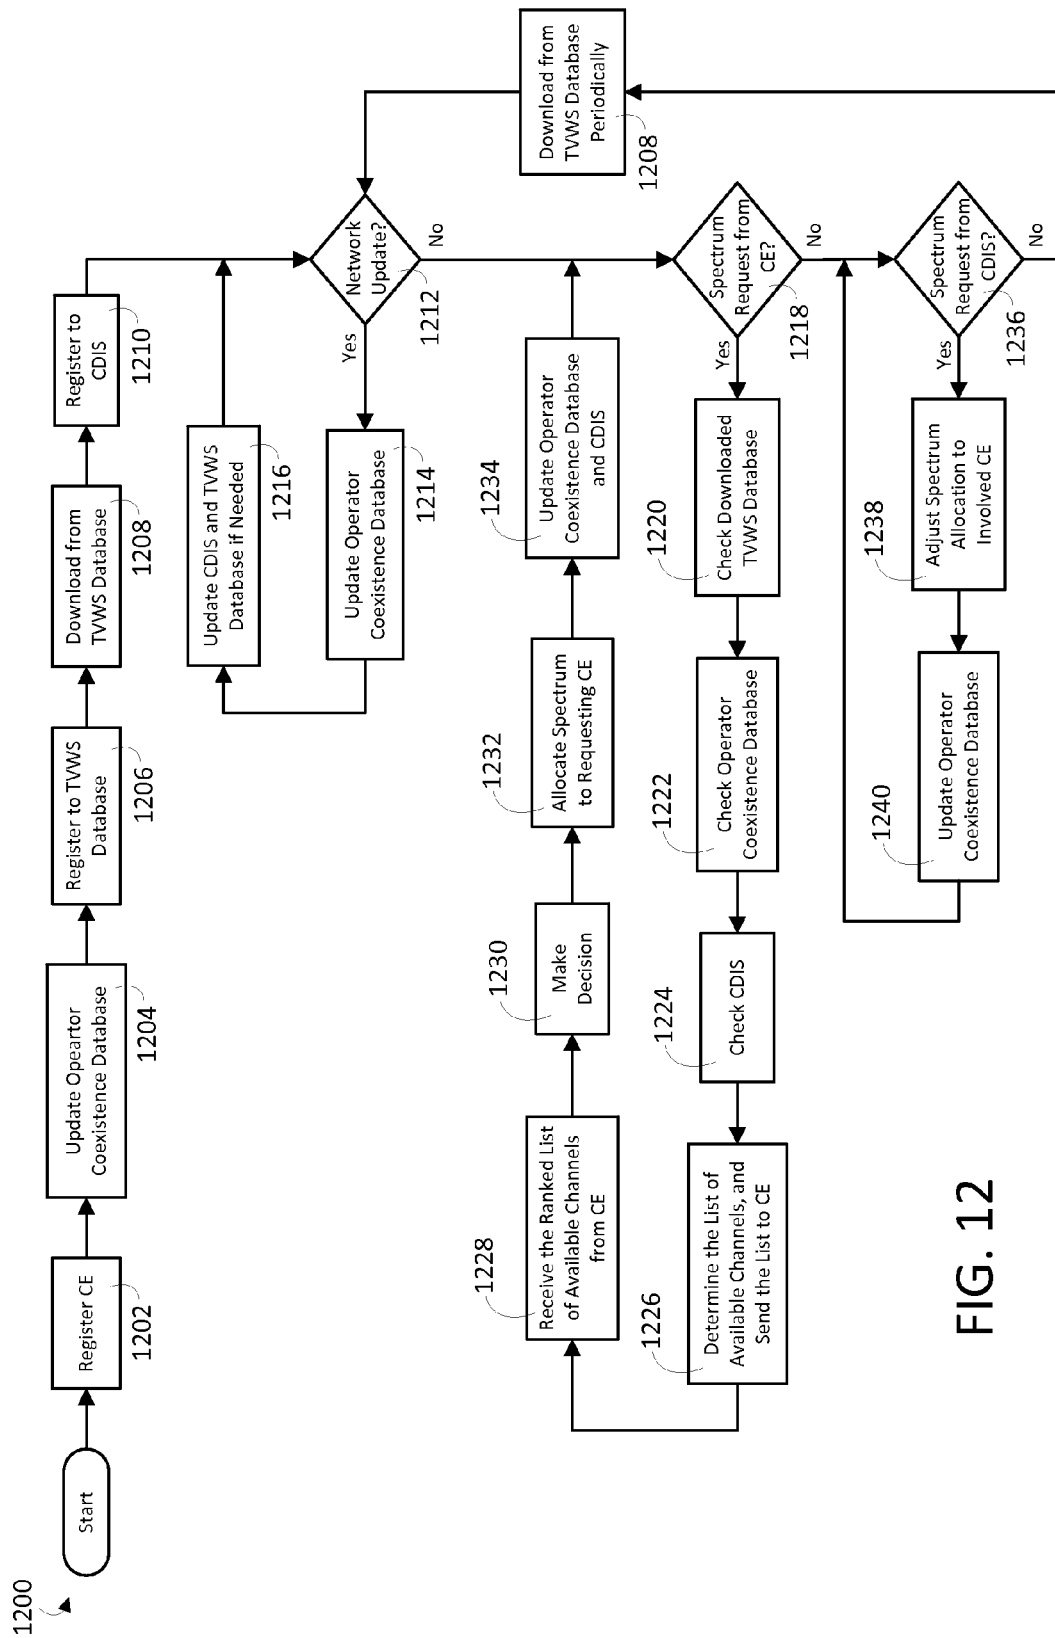 1200
Start
Register CE
1202
Update Opeartor
Coexistence Database
1204
Register to TVWS
Database
1206
Download from
TVWS Database
1208
Register to
CDIS
1210
Update CDIS and TVWS
Database if Needed
1216
Update Operator
Coexistence Database
1214
Yes
Network
Update?
1212
No
Download from
TVWS Database
Periodically
1208
1228
Receive the Ranked List
of Available Channels
from CE
1230
Make
Decision
1232
Allocate Spectrum
to Requesting CE
1234
Update Operator
Coexistence Database
and CDIS
1226
Determine the List of
Available Channels, and
Send the List to CE
1224
Check CDIS
1222
Check Operator
Coexistence Database
1220
Check Downloaded
TVWS Database
Yes
Spectrum
Request from
CE?
1218
No
1240
Update Operator
Coexistence Database
1238
Adjust Spectrum
Allocation to
Involved CE
Yes
Spectrum
Request from
CDIS?
1236
No
FIG. 12